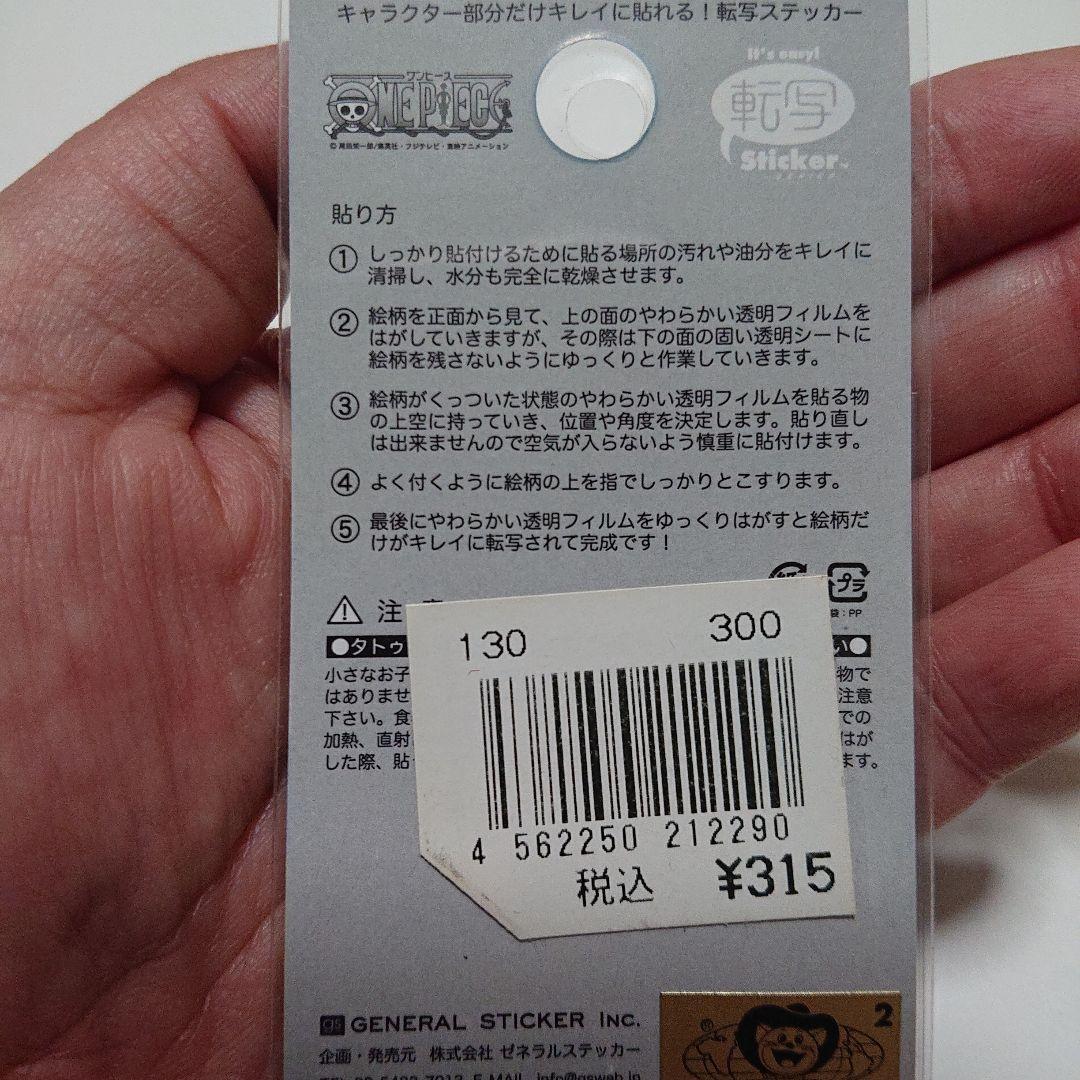 キャラクター部分だけキレイに貼れる！転写ステッカー
It's easy!
ワンピース
ONE PIECE
転写
Sticker
SERIES
© 尾田栄一郎/集英社・フジテレビ・東映アニメーション
貼り方
① しっかり貼付けるために貼る場所の汚れや油分をキレイに
清掃し、水分も完全に乾燥させます。
② 絵柄を正面から見て、上の面のやわらかい透明フィルムを
はがしていきますが、その際は下の面の固い透明シートに
絵柄を残さないようにゆっくりと作業していきます。
③ 絵柄がくっついた状態のやわらかい透明フィルムを貼る物
の上空に持っていき、位置や角度を決定します。貼り直し
は出来ませんので空気が入らないよう慎重に貼付けます。
④ よく付くように絵柄の上を指でしっかりとこすります。
⑤ 最後にやわらかい透明フィルムをゆっくりはがすと絵柄だ
けがキレイに転写されて完成です！
プラ
袋：PP
注
●タトゥ
い●
小さなお子
物で
はありませ
注意
下さい。食
での
加熱、直射
はが
した際、貼
ます。
130 300
4 562250 212290
税込 ¥315
gs GENERAL STICKER Inc.
企画・発売元 株式会社 ゼネラルステッカー
2